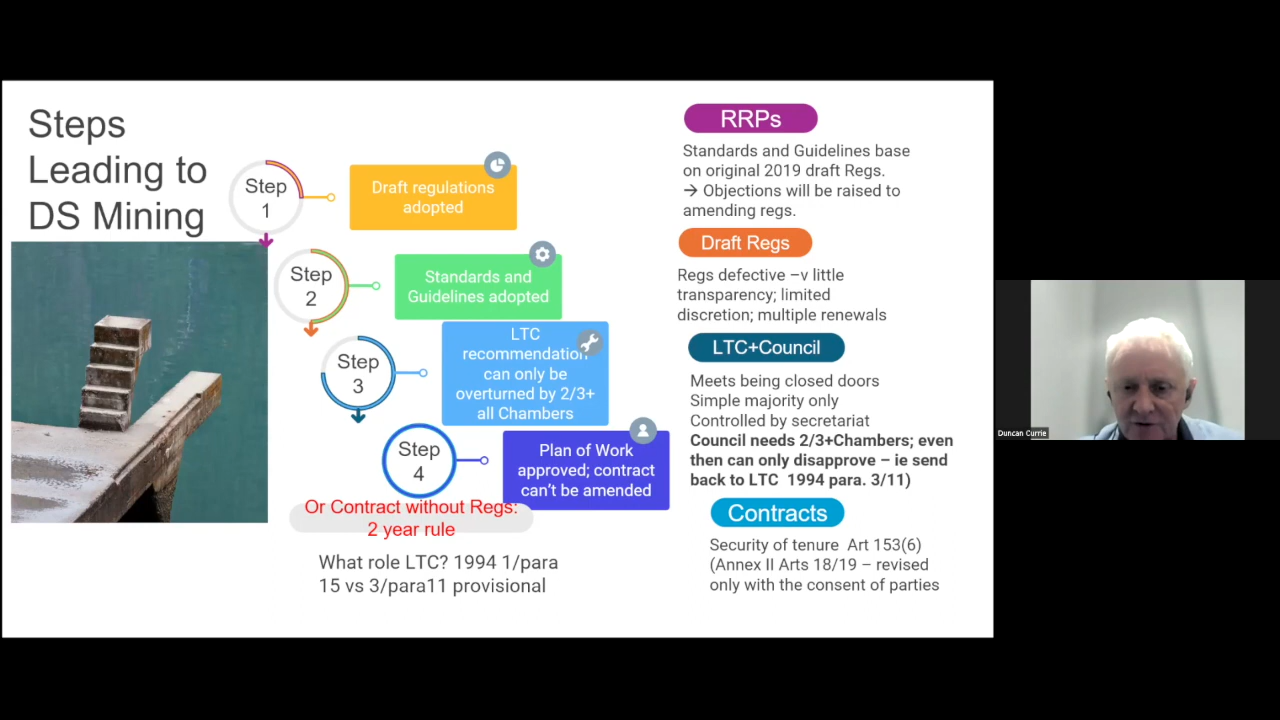 Steps
Leading to
DS Mining
Step
1
Draft regulations
adopted
Step
2
Standards and
Guidelines adopted
Step
3
LTC
recommendation
can only be
overturned by 2/3+
all Chambers
Step
4
Plan of Work
approved; contract
can't be amended
Or Contract without Regs:
2 year rule
What role LTC? 1994 1/para
15 vs 3/para11 provisional
RRPs
Standards and Guidelines base
on original 2019 draft Regs.
→ Objections will be raised to
amending regs.
Draft Regs
Regs defective –v little
transparency; limited
discretion; multiple renewals
LTC+Council
Meets being closed doors
Simple majority only
Controlled by secretariat
Council needs 2/3+Chambers; even
then can only disapprove – ie send
back to LTC  1994 para. 3/11)
Contracts
Security of tenure  Art 153(6)
(Annex II Arts 18/19 – revised
only with the consent of parties
Duncan Currie